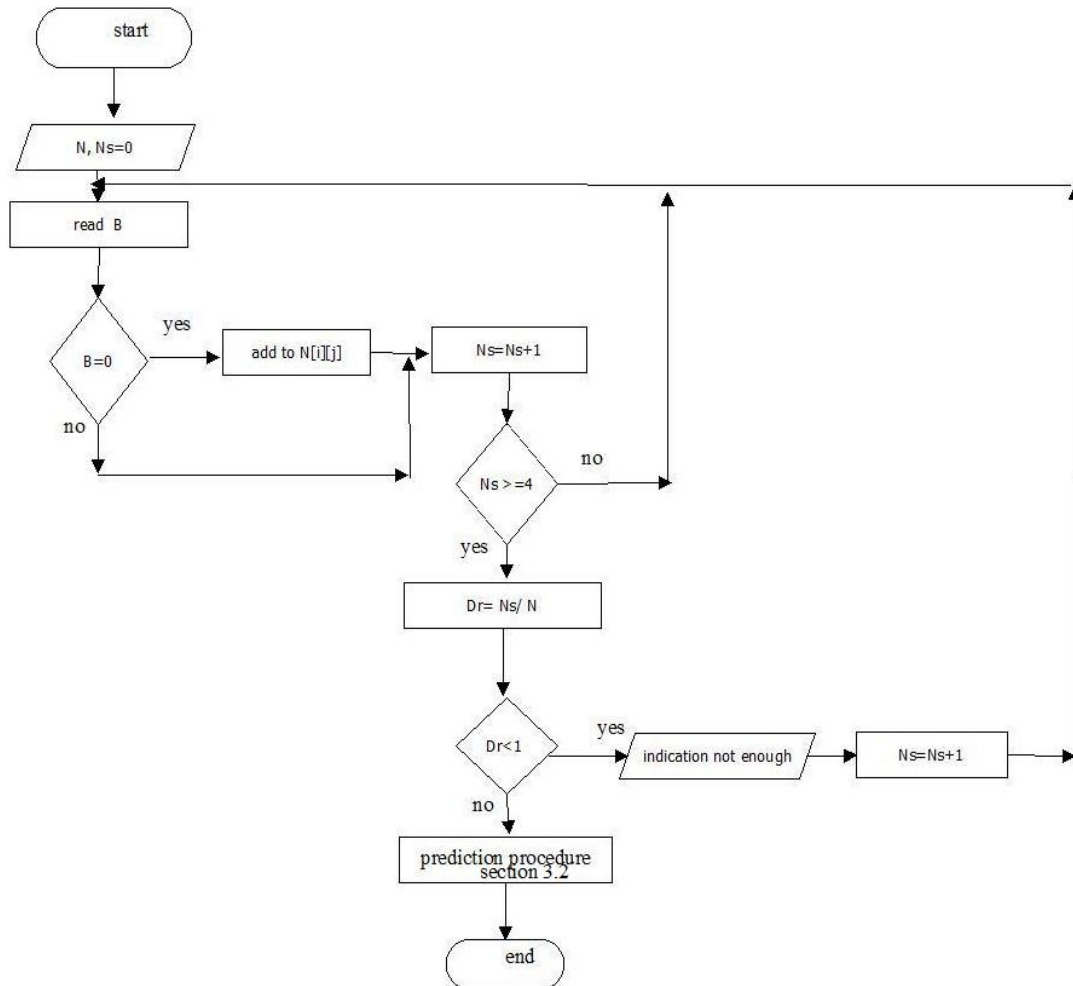 start
N, Ns=0
read B
B=0
yes
add to N[i][j]
Ns=Ns+1
no
Ns >=4
no
yes
Dr= Ns/ N
Dr<1
yes
indication not enough
Ns=Ns+1
no
prediction procedure
section 3.2
end